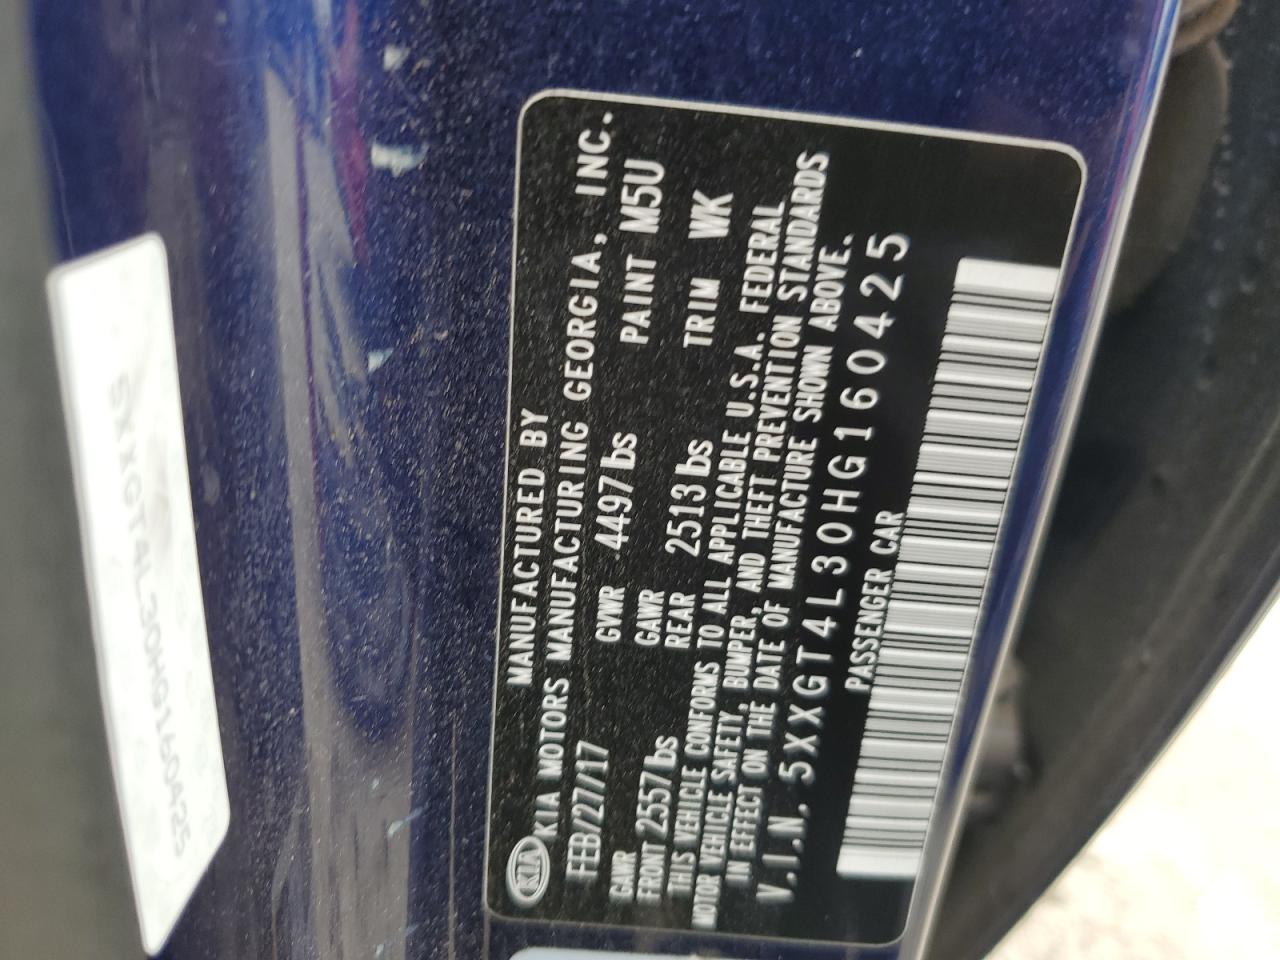 MANUFACTURED BY
KIA KIA MOTORS MANUFACTURING GEORGIA, INC.
FEB/27/17 GVWR 4497lbs PAINT M5U
GAWR FRONT 2557lbs GAWR REAR 2513lbs TRIM WK
THIS VEHICLE CONFORMS TO ALL APPLICABLE U.S.A. FEDERAL
MOTOR VEHICLE SAFETY, BUMPER, AND THEFT PREVENTION STANDARDS
IN EFFECT ON THE DATE OF MANUFACTURE SHOWN ABOVE.
V.I.N. 5XXGT4L30HG160425
PASSENGER CAR
5XXGT4L30HG160425